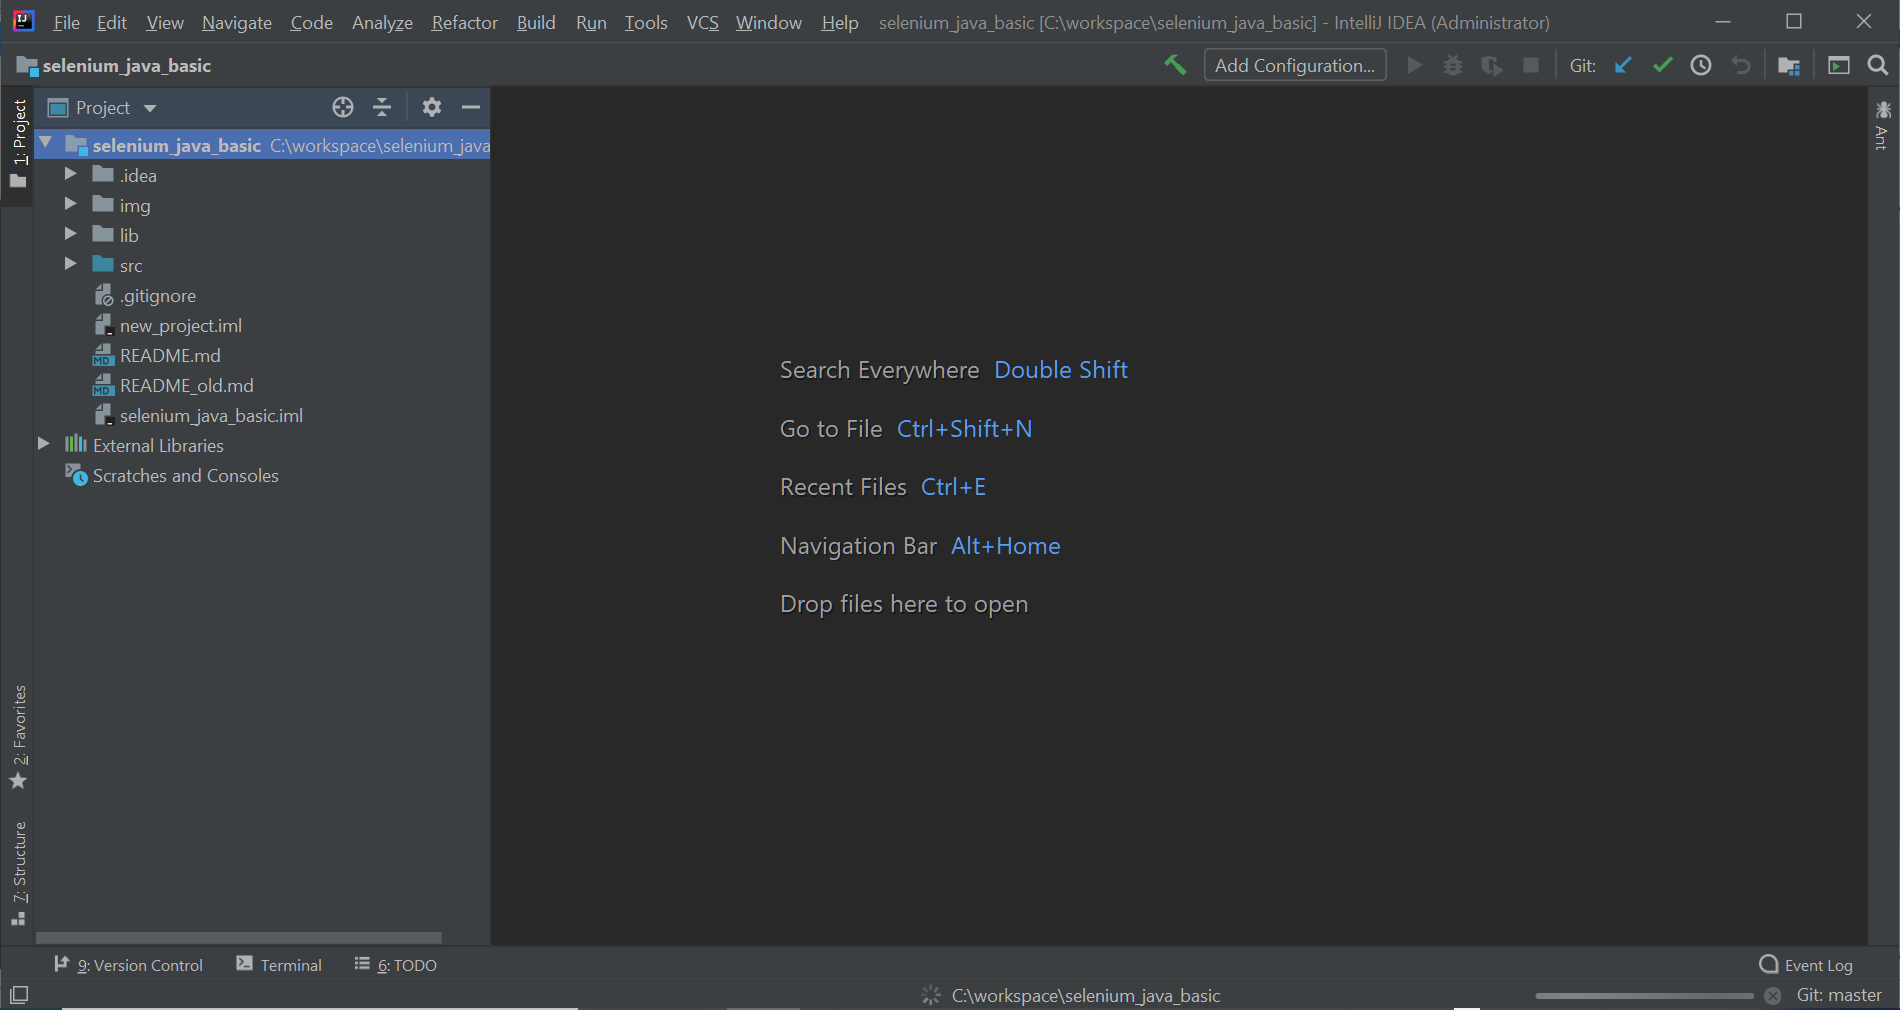 IJ File Edit View Navigate Code Analyze Refactor Build Run Tools VCS Window Help selenium_java_basic [C:\workspace\selenium_java_basic] - IntelliJ IDEA (Administrator)
selenium_java_basic Add Configuration... Git:
1: Project
Project
selenium_java_basic C:\workspace\selenium_java
.idea
img
lib
src
.gitignore
new_project.iml
MD README.md
MD README_old.md
selenium_java_basic.iml
External Libraries
Scratches and Consoles
Ant
Search Everywhere Double Shift
Go to File Ctrl+Shift+N
Recent Files Ctrl+E
Navigation Bar Alt+Home
Drop files here to open
2: Favorites
7: Structure
9: Version Control Terminal 6: TODO Event Log
C:\workspace\selenium_java_basic Git: master